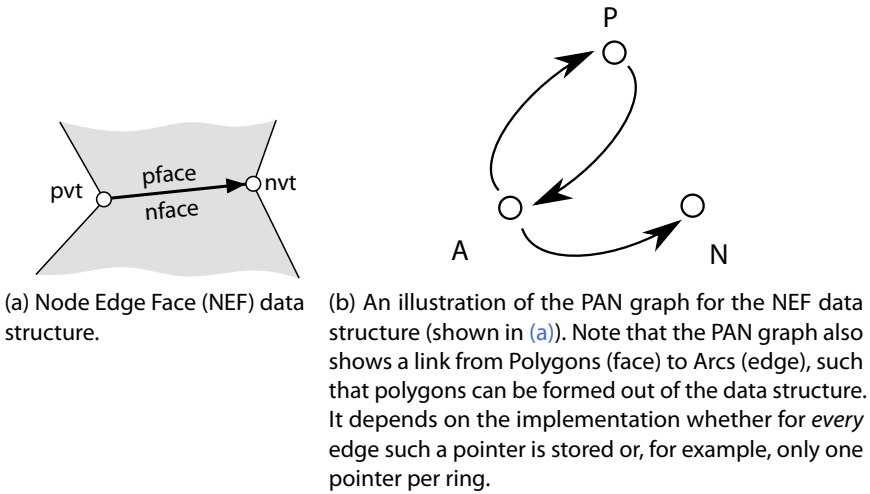 P
pface
pvt
nvt
nface
A
N
(a) Node Edge Face (NEF) data
structure.
(b) An illustration of the PAN graph for the NEF data
structure (shown in (a)). Note that the PAN graph also
shows a link from Polygons (face) to Arcs (edge), such
that polygons can be formed out of the data structure.
It depends on the implementation whether for every
edge such a pointer is stored or, for example, only one
pointer per ring.